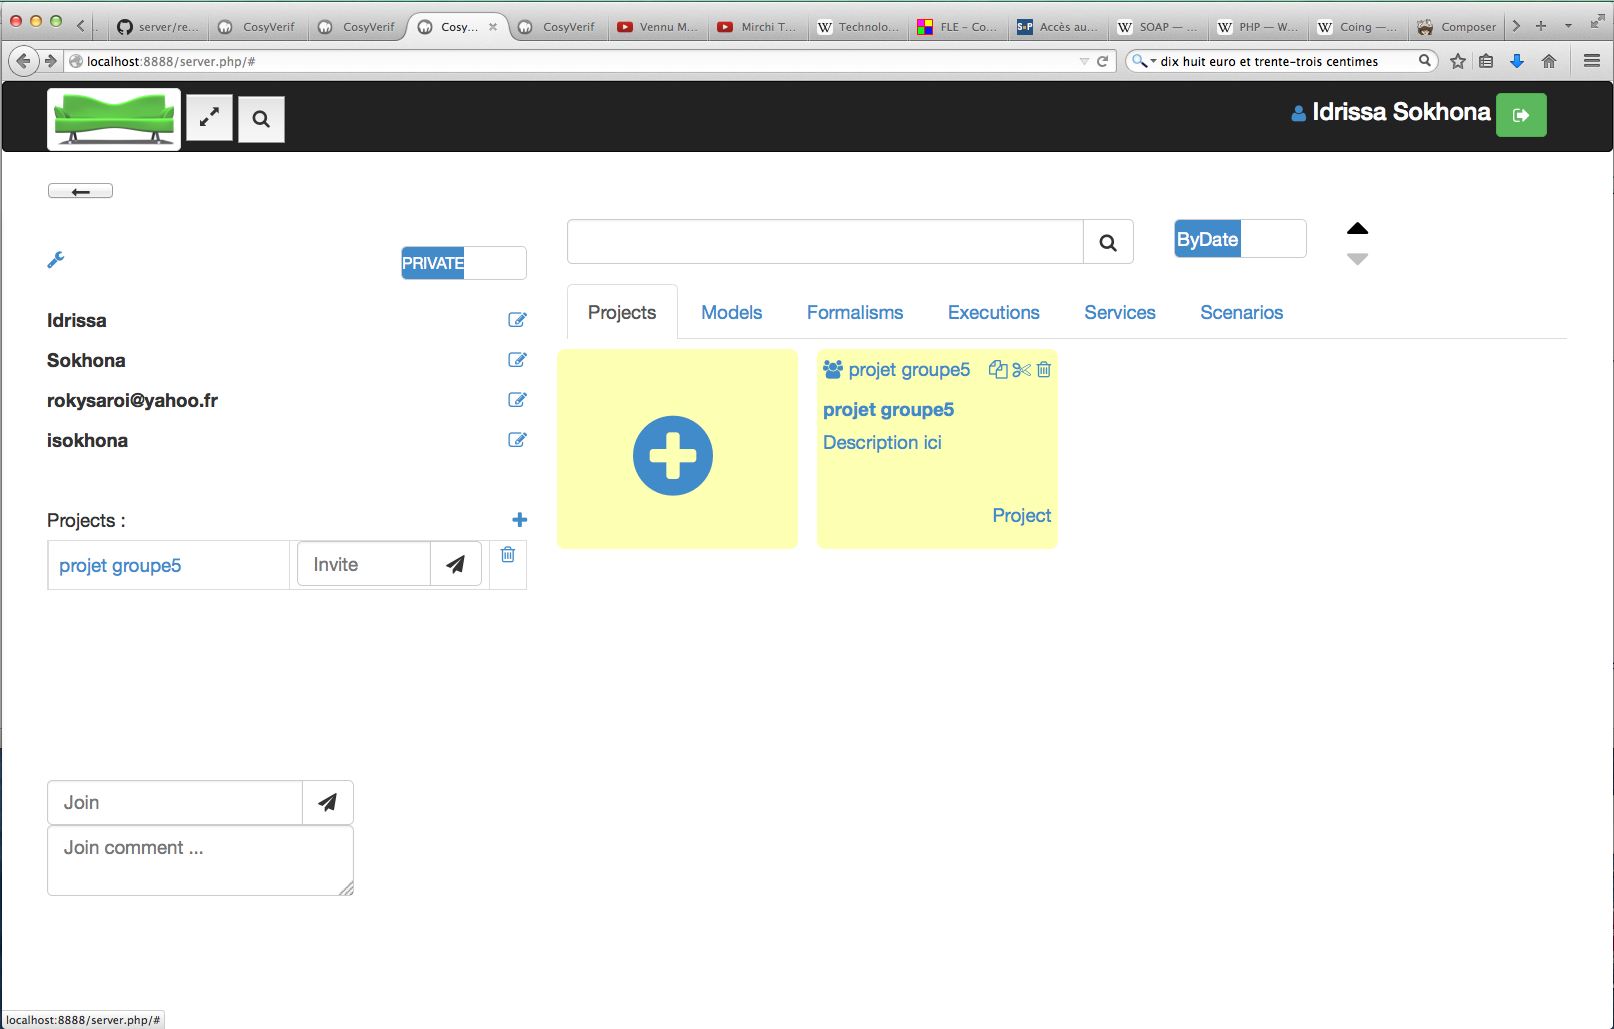 server/re...
CosyVerif
CosyVerif
Cosy...
CosyVerif
Vennu M...
Mirchi T...
Technolo...
FLE - Co...
Accès au...
SOAP — ...
PHP — W...
Coing —...
Composer
localhost:8888/server.php/#
dix huit euro et trente-trois centimes
Idrissa Sokhona
ByDate
PRIVATE
Idrissa
Sokhona
rokysaroi@yahoo.fr
isokhona
Projects :
projet groupe5
Invite
Join
Join comment ...
Projects
Models
Formalisms
Executions
Services
Scenarios
projet groupe5
projet groupe5
Description ici
Project
localhost:8888/server.php/#